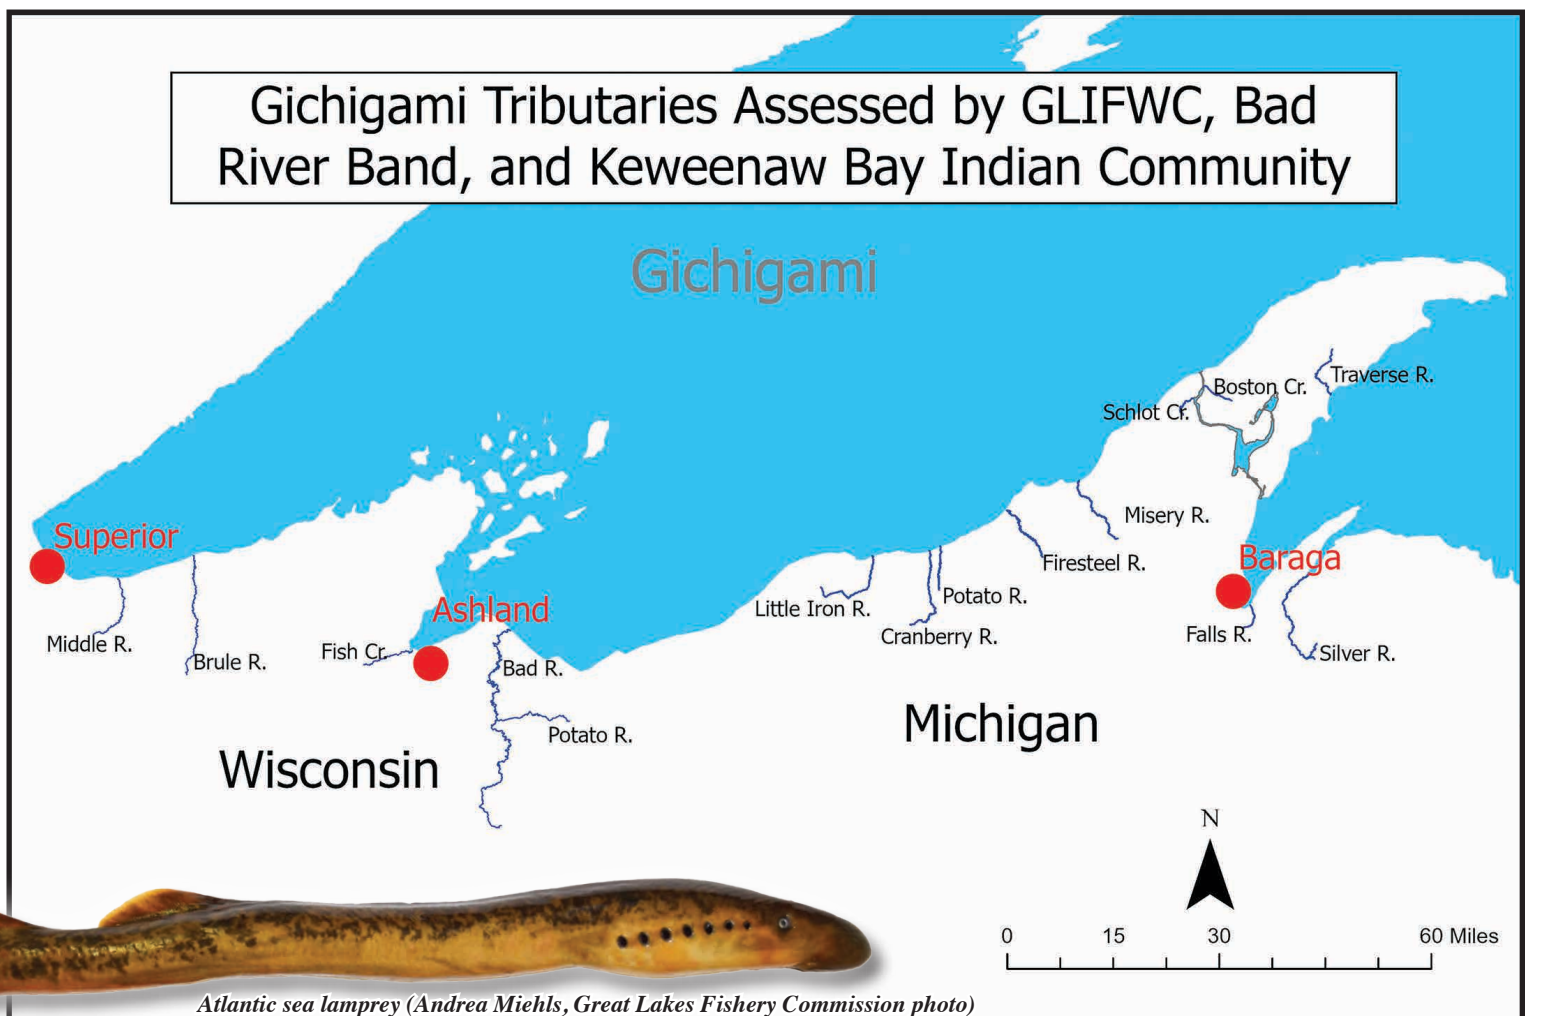 Gichigami Tributaries Assessed by GLIFWC, Bad
River Band, and Keweenaw Bay Indian Community
Gichigami
Traverse R.
Boston Cr.
Schlot Cr.
Misery R.
Superior
Firesteel R.
Baraga
Ashland
Potato R.
Little Iron R.
Cranberry R.
Falls R.
Middle R.
Fish Cr.
Silver R.
Brule R.
Bad R.
Potato R.
Michigan
Wisconsin
N
0 15 30 60 Miles
Atlantic sea lamprey (Andrea Miehls, Great Lakes Fishery Commission photo)